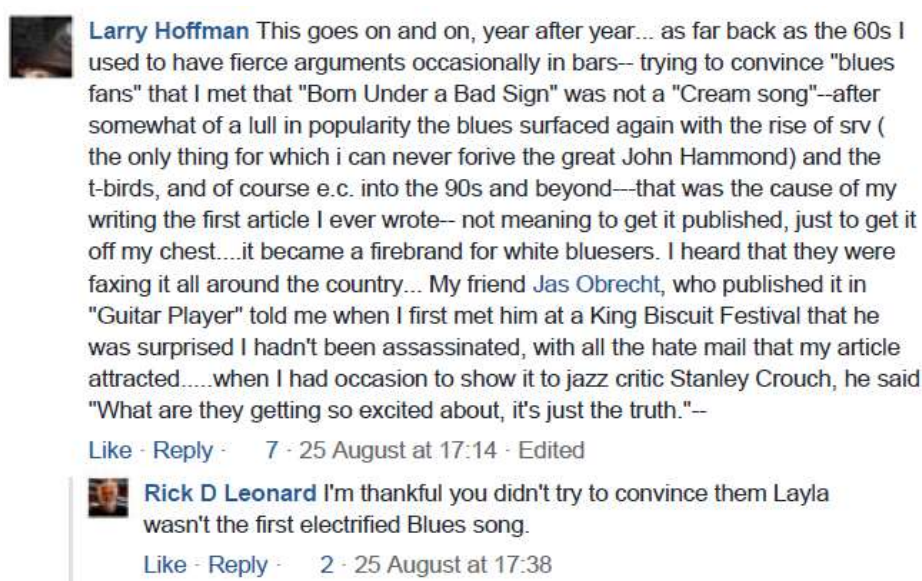 Larry Hoffman This goes on and on, year after year... as far back as the 60s I
used to have fierce arguments occasionally in bars-- trying to convince "blues
fans" that I met that "Born Under a Bad Sign" was not a "Cream song"--after
somewhat of a lull in popularity the blues surfaced again with the rise of srv (
the only thing for which i can never forive the great John Hammond) and the
t-birds, and of course e.c. into the 90s and beyond---that was the cause of my
writing the first article I ever wrote-- not meaning to get it published, just to get it
off my chest....it became a firebrand for white bluesers. I heard that they were
faxing it all around the country... My friend Jas Obrecht, who published it in
"Guitar Player" told me when I first met him at a King Biscuit Festival that he
was surprised I hadn't been assassinated, with all the hate mail that my article
attracted.....when I had occasion to show it to jazz critic Stanley Crouch, he said
"What are they getting so excited about, it's just the truth."--
Like · Reply · 7 · 25 August at 17:14 · Edited
Rick D Leonard I'm thankful you didn't try to convince them Layla
wasn't the first electrified Blues song.
Like · Reply · 2 · 25 August at 17:38